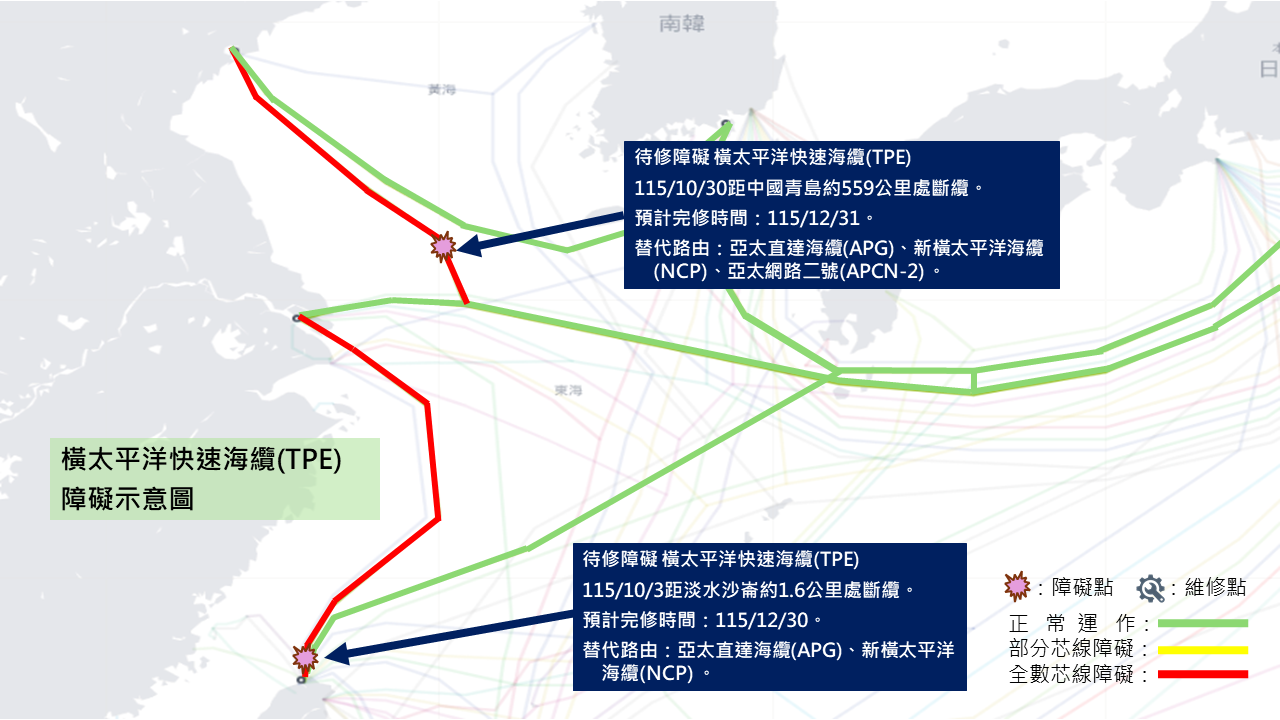 南韓
本
日
黃海
待修障礙 橫太平洋快速海纜(TPE)
115/10/30距中國青島約559公里處斷纜。
預計完修時間：115/12/31。
替代路由：亞太直達海纜(APG)、新橫太平洋海纜
(NCP)、亞太網路二號(APCN-2) 。
東海
橫太平洋快速海纜(TPE)
障礙示意圖
待修障礙 橫太平洋快速海纜(TPE)
115/10/3距淡水沙崙約1.6公里處斷纜。
預計完修時間：115/12/30。
替代路由：亞太直達海纜(APG)、新橫太平洋
海纜(NCP) 。
：障礙點 ：維修點
正常運作：
部分芯線障礙：
全數芯線障礙：